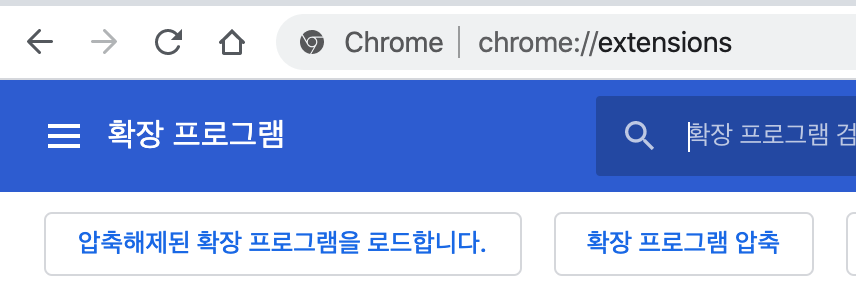 Chrome | chrome://extensions
확장 프로그램
확장 프로그램 검
압축해제된 확장 프로그램을 로드합니다.
확장 프로그램 압축